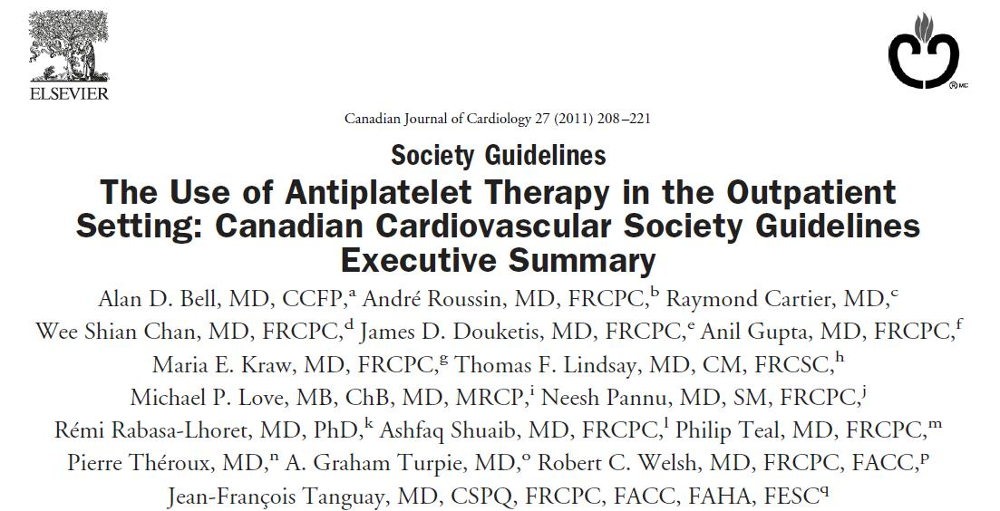 ELSEVIER
®MC
Canadian Journal of Cardiology 27 (2011) 208–221
Society Guidelines
The Use of Antiplatelet Therapy in the Outpatient
Setting: Canadian Cardiovascular Society Guidelines
Executive Summary
Alan D. Bell, MD, CCFP,ᵃ André Roussin, MD, FRCPC,ᵇ Raymond Cartier, MD,ᶜ
Wee Shian Chan, MD, FRCPC,ᵈ James D. Douketis, MD, FRCPC,ᵉ Anil Gupta, MD, FRCPC,ᶠ
Maria E. Kraw, MD, FRCPC,ᵍ Thomas F. Lindsay, MD, CM, FRCSC,ʰ
Michael P. Love, MB, ChB, MD, MRCP,ⁱ Neesh Pannu, MD, SM, FRCPC,ʲ
Rémi Rabasa-Lhoret, MD, PhD,ᵏ Ashfaq Shuaib, MD, FRCPC,ˡ Philip Teal, MD, FRCPC,ᵐ
Pierre Théroux, MD,ⁿ A. Graham Turpie, MD,ᵒ Robert C. Welsh, MD, FRCPC, FACC,ᵖ
Jean-François Tanguay, MD, CSPQ, FRCPC, FACC, FAHA, FESC𐞥